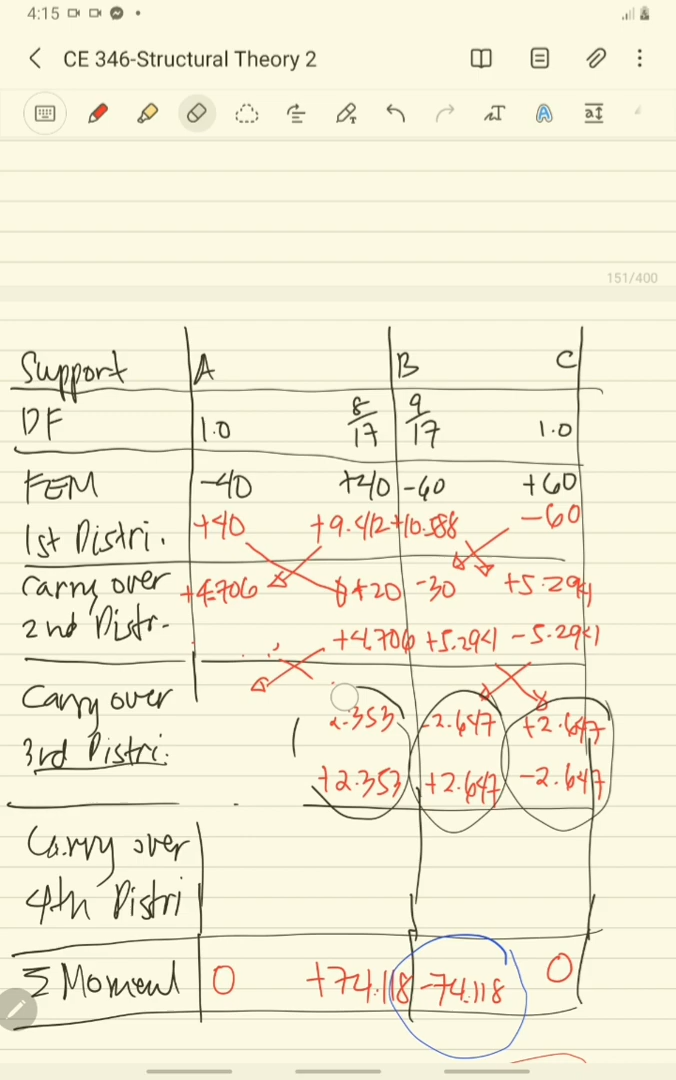 4:15
CE 346-Structural Theory 2
151/400
Support A B C
DF 1.0 8/17 9/17 1.0
FEM -40 +40 -60 +60
1st Distri. +40 +9.412 +10.588 -60
Carry over +4.706 +20 -30 +5.294
2nd Distr- +4.706 +5.294 -5.294
Carry over 2.353 -2.647 +2.647
3rd Distri. +2.353 +2.647 -2.647
Carry over
4th Distri
Σ Moment 0 +74.118 -74.118 0